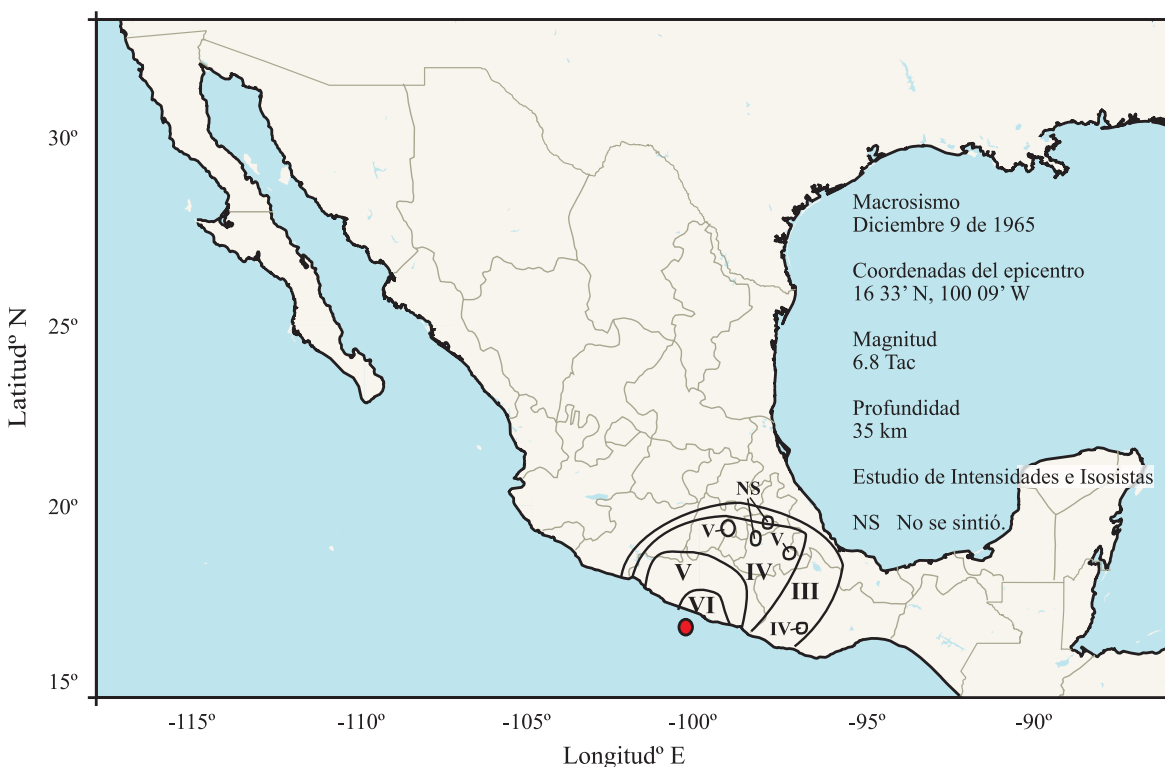 Latitudº N
30º
25º
20º
15º
-115º
-110º
-105º
-100º
-95º
-90º
Longitudº E
Macrosismo
Diciembre 9 de 1965
Coordenadas del epicentro
16 33’ N, 100 09’ W
Magnitud
6.8 Tac
Profundidad
35 km
Estudio de Intensidades e Isosistas
NS No se sintió.
NS
V
V
V
IV
III
VI
IV